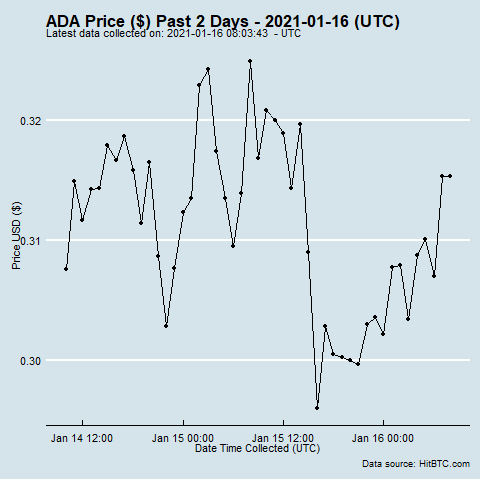 ADA Price ($) Past 2 Days - 2021-01-16 (UTC)
Latest data collected on: 2021-01-16 08:03:43 - UTC
0.32
0.31
0.30
Price USD ($)
Jan 14 12:00 Jan 15 00:00 Jan 15 12:00 Jan 16 00:00
Date Time Collected (UTC)
Data source: HitBTC.com